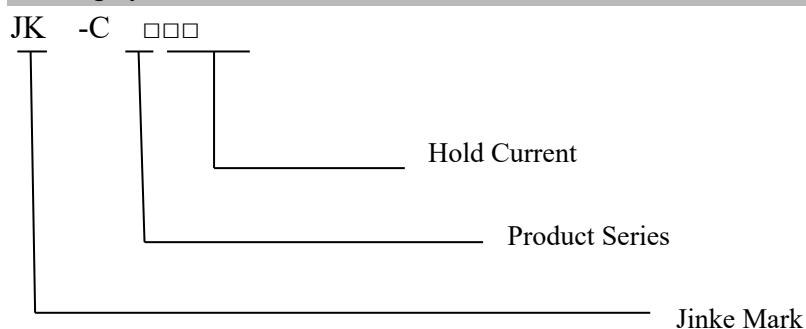 JK -C □□□
Hold Current
Product Series
Jinke Mark